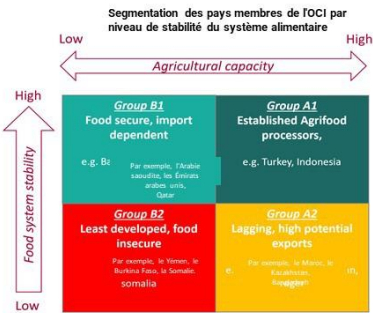 Segmentation des pays membres de l'OCI par
niveau de stabilité du système alimentaire
Low
High
Agricultural capacity
High
Food system stability
Low
Group B1
Food secure, import
dependent
e.g.
Par exemple, l'Arabie
saoudite, les Émirats
arabes unis,
Qatar
Group A1
Established Agrifood
processors,
e.g. Turkey, Indonesia
Group B2
Least developed, food
insecure
Par exemple, le Yémen, le
Burkina Faso, la Somalie.
somalia
Group A2
Lagging, high potential
exports
Par exemple, le Maroc, le
Kazakhstan,